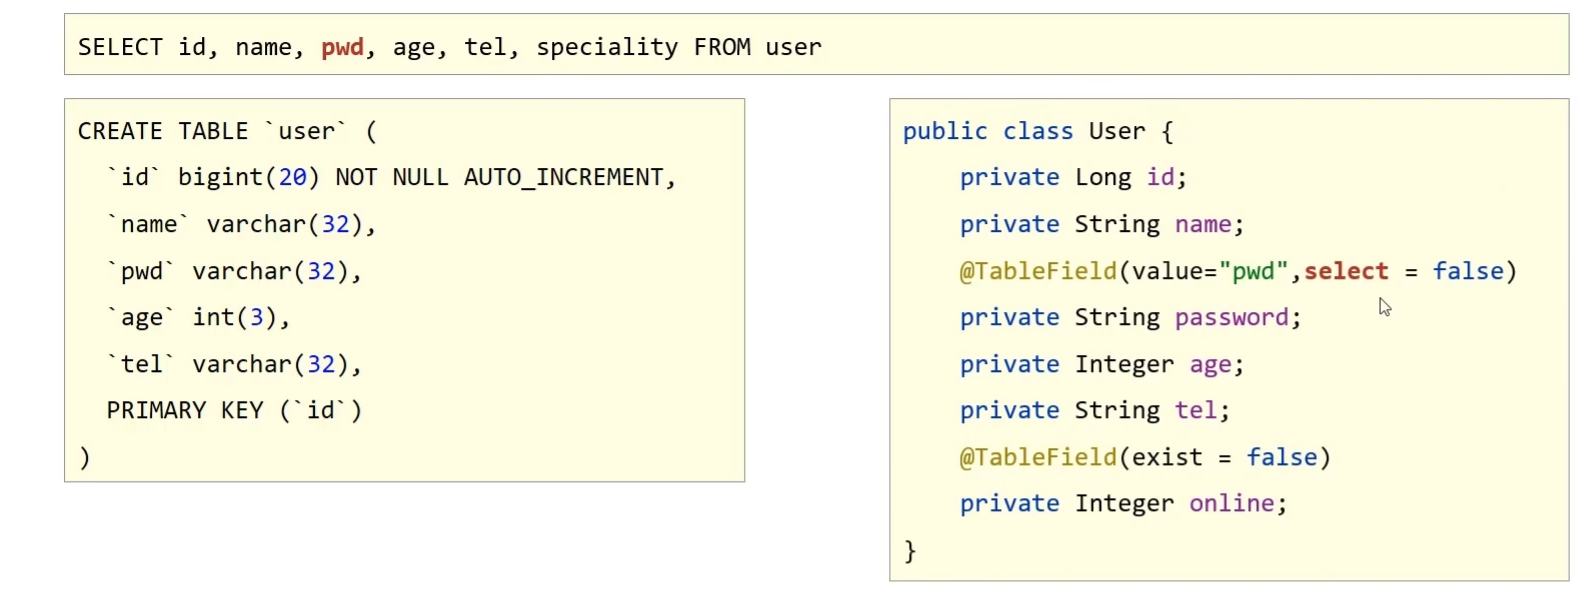 SELECT id, name, pwd, age, tel, speciality FROM user
CREATE TABLE `user` (
`id` bigint(20) NOT NULL AUTO_INCREMENT,
`name` varchar(32),
`pwd` varchar(32),
`age` int(3),
`tel` varchar(32),
PRIMARY KEY (`id`)
)
public class User {
private Long id;
private String name;
@TableField(value="pwd",select = false)
private String password;
private Integer age;
private String tel;
@TableField(exist = false)
private Integer online;
}